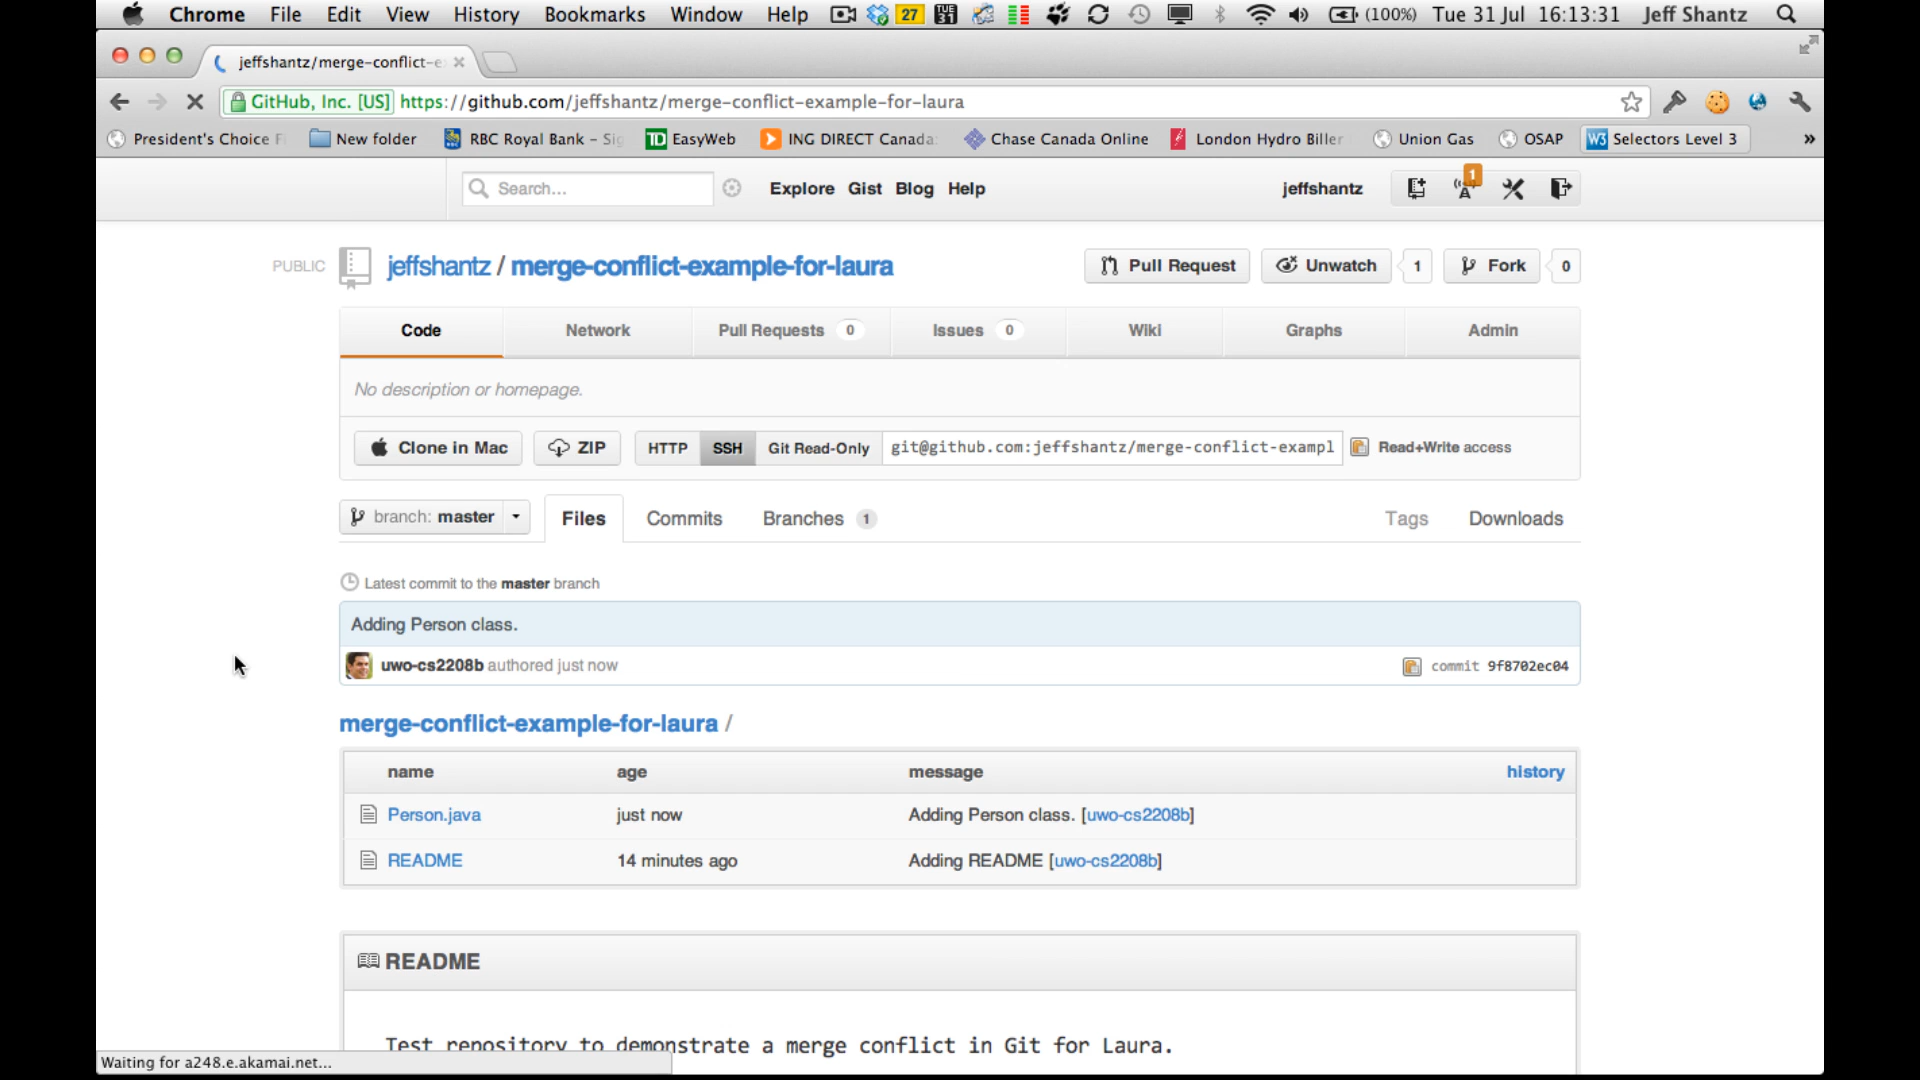 Chrome File Edit View History Bookmarks Window Help 27 TUE 31 (100%) Tue 31 Jul 16:13:31 Jeff Shantz
jeffshantz/merge-conflict-e
GitHub, Inc. [US] https://github.com/jeffshantz/merge-conflict-example-for-laura
President's Choice Fi New folder RBC Royal Bank – Sig TD EasyWeb ING DIRECT Canada: Chase Canada Online London Hydro Biller Union Gas OSAP W3 Selectors Level 3 »
Search... Explore Gist Blog Help jeffshantz 1
PUBLIC jeffshantz / merge-conflict-example-for-laura Pull Request Unwatch 1 Fork 0
Code Network Pull Requests 0 Issues 0 Wiki Graphs Admin
No description or homepage.
Clone in Mac ZIP HTTP SSH Git Read-Only git@github.com:jeffshantz/merge-conflict-exampl Read+Write access
branch: master Files Commits Branches 1 Tags Downloads
Latest commit to the master branch
Adding Person class.
uwo-cs2208b authored just now commit 9f8702ec04
merge-conflict-example-for-laura /
name age message history
Person.java just now Adding Person class. [uwo-cs2208b]
README 14 minutes ago Adding README [uwo-cs2208b]
README
Test repository to demonstrate a merge conflict in Git for Laura.
Waiting for a248.e.akamai.net...